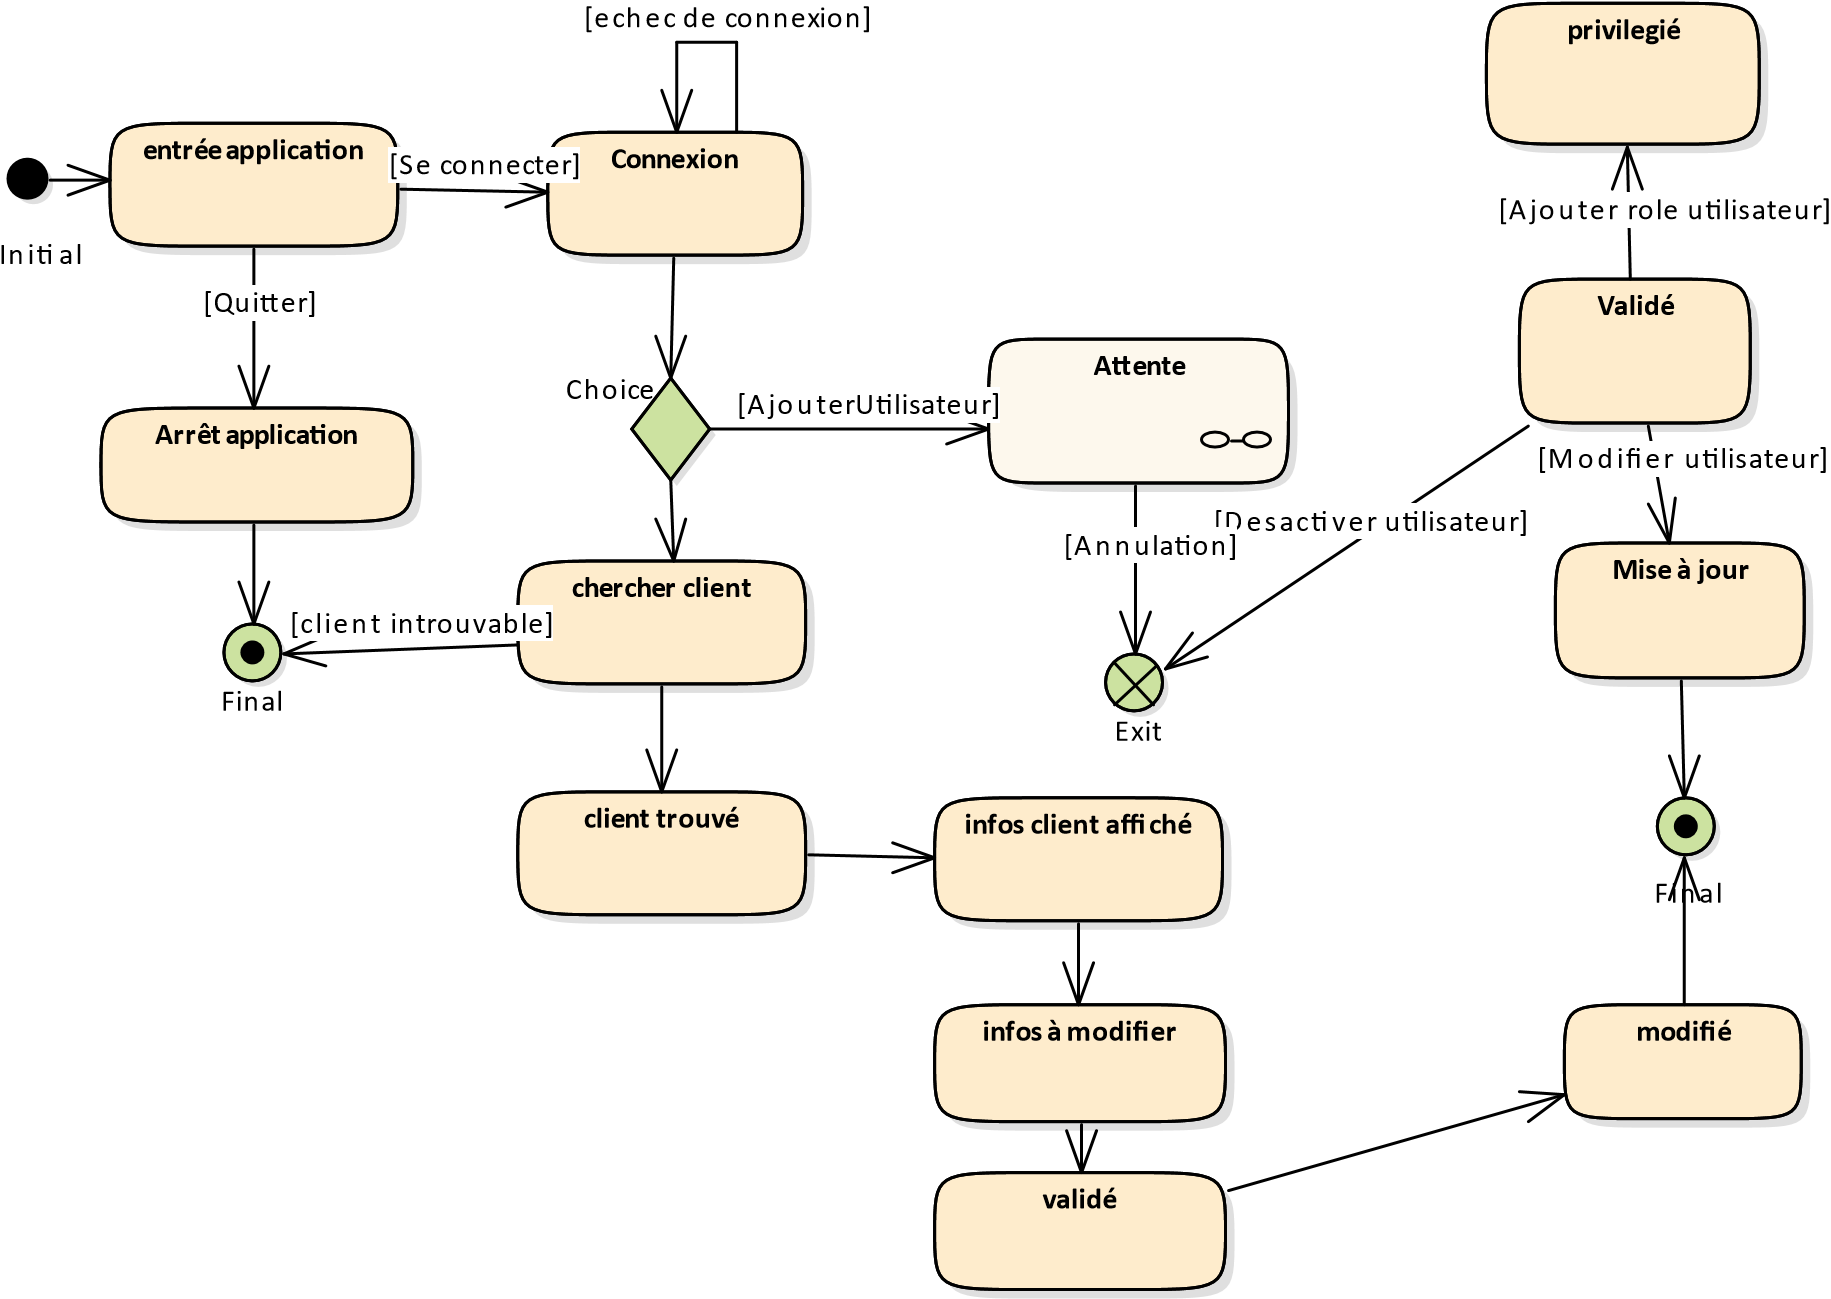 [echec de connexion]
privilegié
entrée application
[Se connecter]
Connexion
[Ajouter role utilisateur]
Initial
[Quitter]
Validé
Attente
Choice
[AjouterUtilisateur]
Arrêt application
[Modifier utilisateur]
[Desactiver utilisateur]
[Annulation]
Mise à jour
chercher client
[client introuvable]
Final
Exit
client trouvé
infos client affiché
Final
infos à modifier
modifié
validé